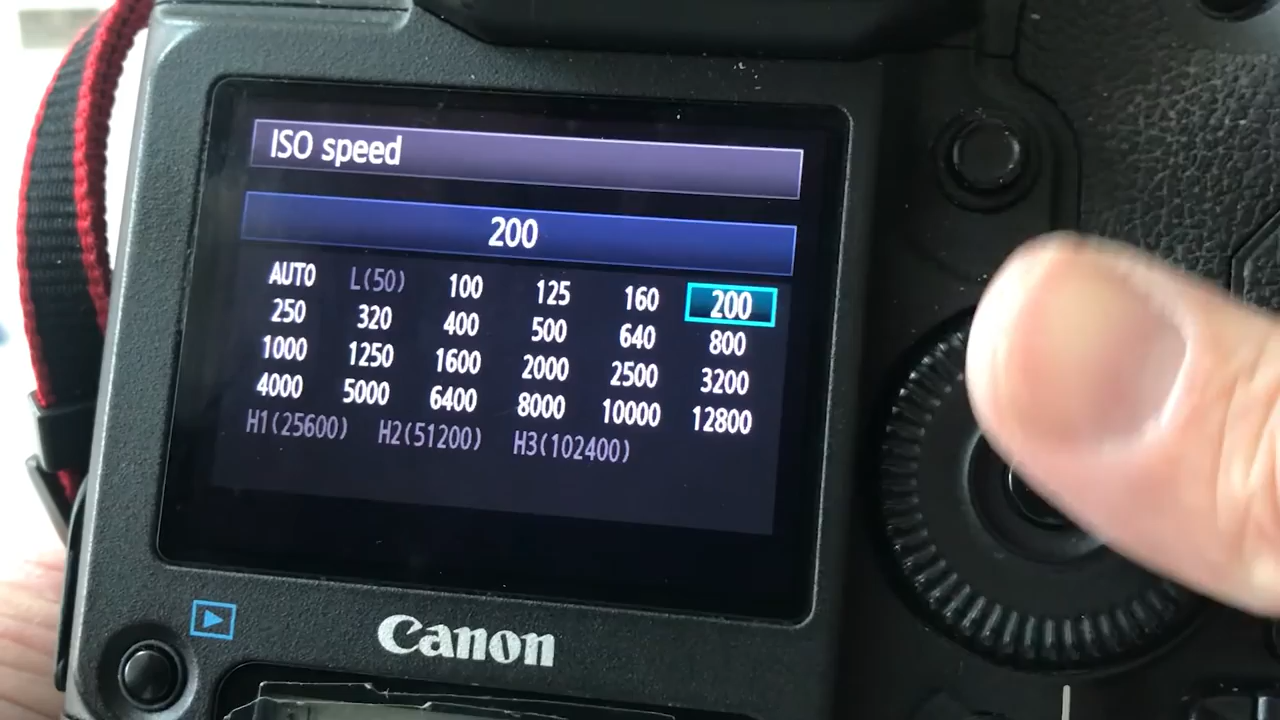 ISO speed
200
AUTO L(50) 100 125 160 200
250 320 400 500 640 800
1000 1250 1600 2000 2500 3200
4000 5000 6400 8000 10000 12800
H1(25600) H2(51200) H3(102400)
Canon